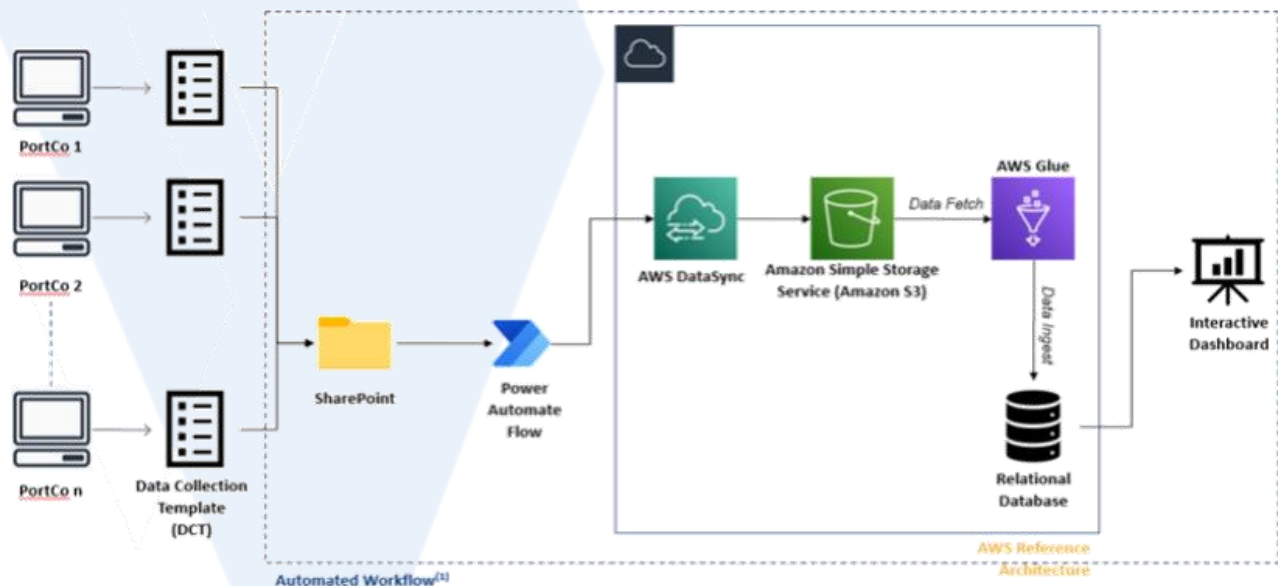 PortCo 1
PortCo 2
PortCo n
Data Collection
Template
(DCT)
SharePoint
Power
Automate
Flow
AWS DataSync
Amazon Simple Storage
Service (Amazon S3)
Data Fetch
AWS Glue
Data Ingest
Relational
Database
Interactive
Dashboard
AWS Reference
Architecture
Automated Workflow(1)